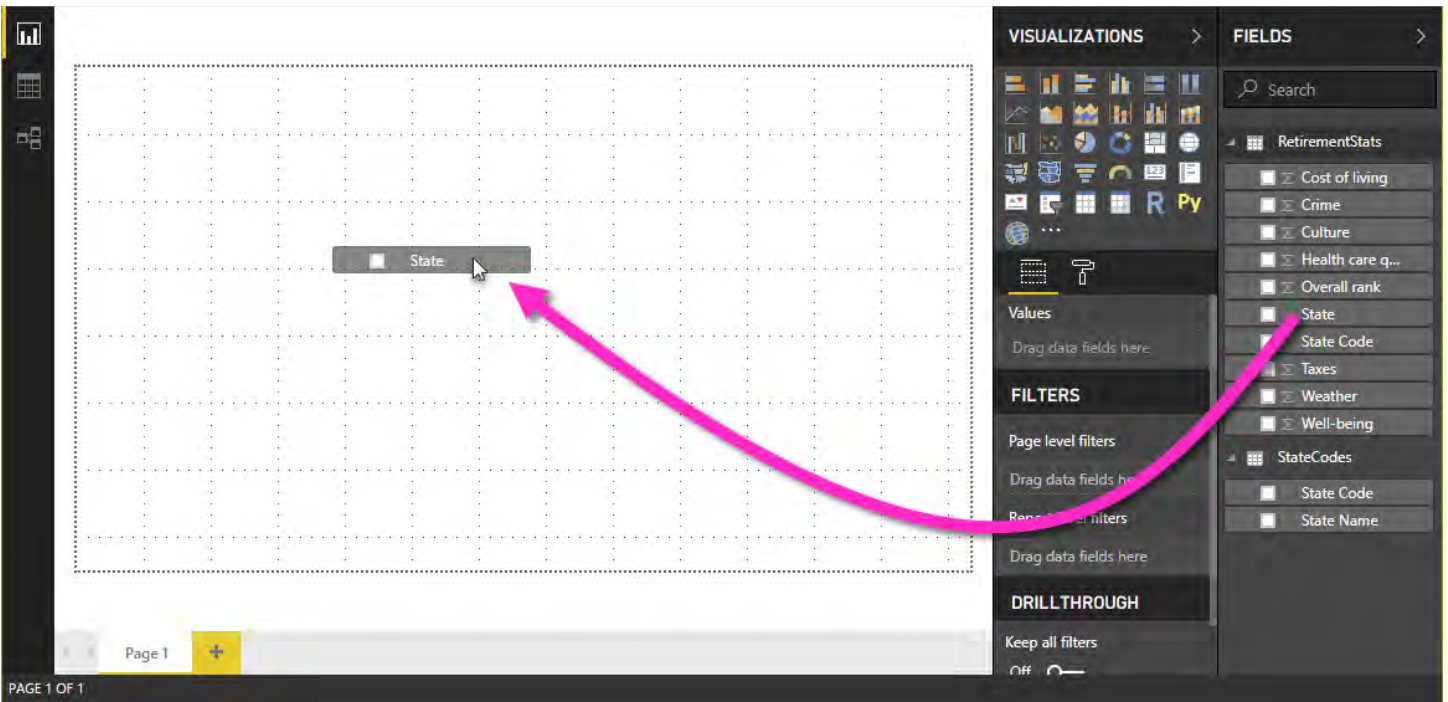 State
Page 1
PAGE 1 OF 1
VISUALIZATIONS
123
R Py
Values
Drag data fields here
FILTERS
Page level filters
Drag data fields
filters
Drag data fields here
DRILLTHROUGH
Keep all filters
Off
FIELDS
Search
RetirementStats
Cost of living
Crime
Culture
Health care q...
Overall rank
State
State Code
Taxes
Weather
Well-being
StateCodes
State Code
State Name